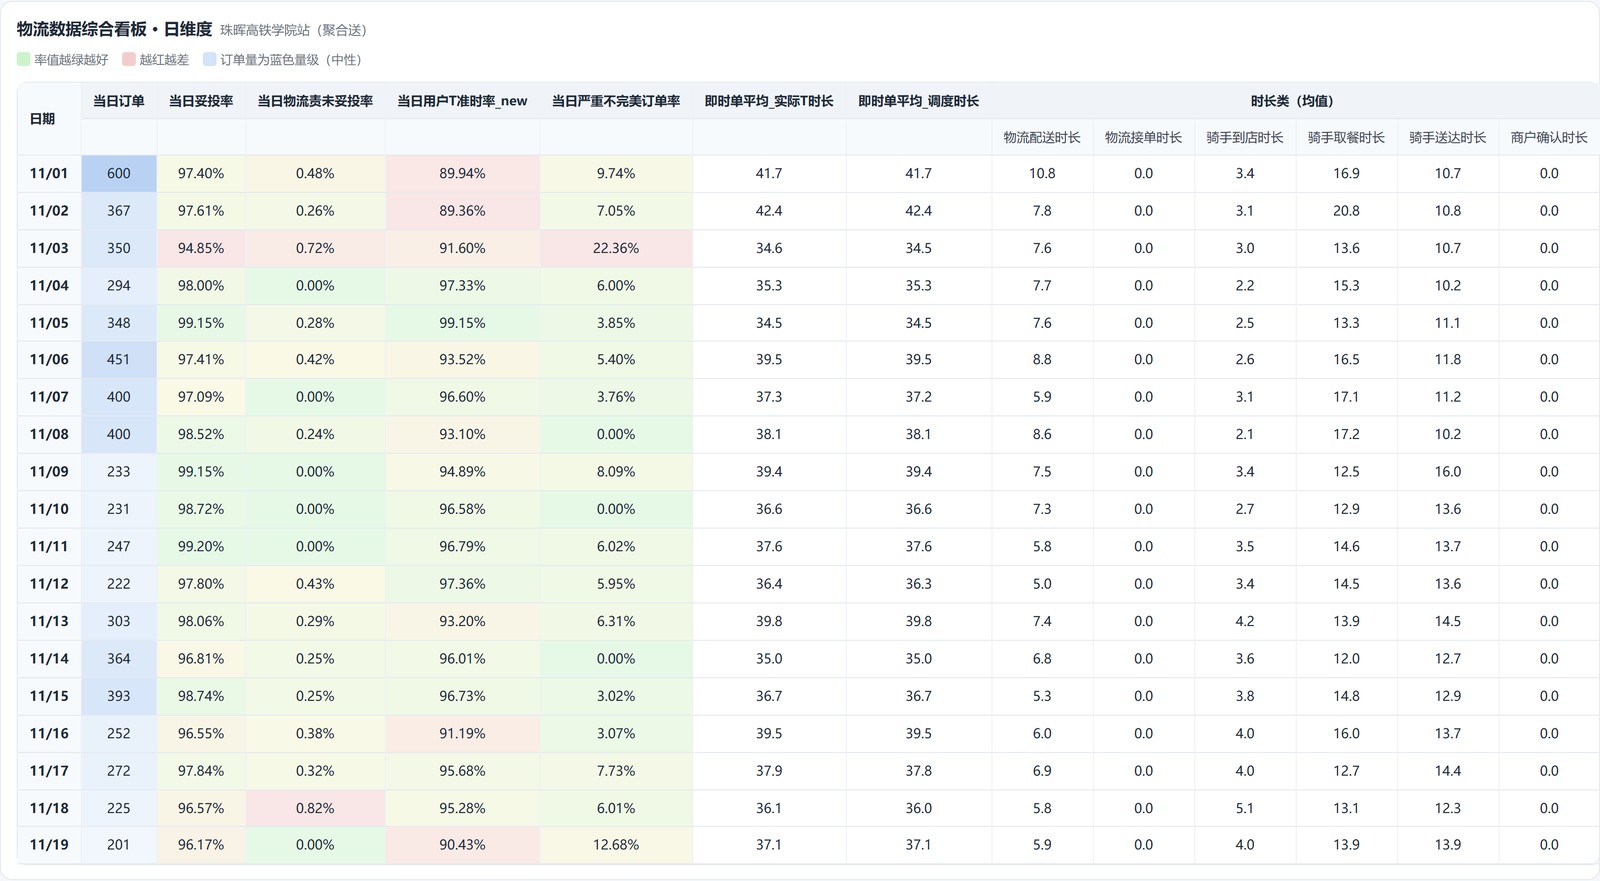 物流数据综合看板 • 日维度 珠晖高铁学院站（聚合送）
率值越绿越好 越红越差 订单量为蓝色量级（中性）
日期 当日订单 当日妥投率 当日物流责未妥投率 当日用户T准时率_new 当日严重不完美订单率 即时单平均_实际T时长 即时单平均_调度时长 时长类（均值）
物流配送时长 物流接单时长 骑手到店时长 骑手取餐时长 骑手送达时长 商户确认时长
11/01 600 97.40% 0.48% 89.94% 9.74% 41.7 41.7 10.8 0.0 3.4 16.9 10.7 0.0
11/02 367 97.61% 0.26% 89.36% 7.05% 42.4 42.4 7.8 0.0 3.1 20.8 10.8 0.0
11/03 350 94.85% 0.72% 91.60% 22.36% 34.6 34.5 7.6 0.0 3.0 13.6 10.7 0.0
11/04 294 98.00% 0.00% 97.33% 6.00% 35.3 35.3 7.7 0.0 2.2 15.3 10.2 0.0
11/05 348 99.15% 0.28% 99.15% 3.85% 34.5 34.5 7.6 0.0 2.5 13.3 11.1 0.0
11/06 451 97.41% 0.42% 93.52% 5.40% 39.5 39.5 8.8 0.0 2.6 16.5 11.8 0.0
11/07 400 97.09% 0.00% 96.60% 3.76% 37.3 37.2 5.9 0.0 3.1 17.1 11.2 0.0
11/08 400 98.52% 0.24% 93.10% 0.00% 38.1 38.1 8.6 0.0 2.1 17.2 10.2 0.0
11/09 233 99.15% 0.00% 94.89% 8.09% 39.4 39.4 7.5 0.0 3.4 12.5 16.0 0.0
11/10 231 98.72% 0.00% 96.58% 0.00% 36.6 36.6 7.3 0.0 2.7 12.9 13.6 0.0
11/11 247 99.20% 0.00% 96.79% 6.02% 37.6 37.6 5.8 0.0 3.5 14.6 13.7 0.0
11/12 222 97.80% 0.43% 97.36% 5.95% 36.4 36.3 5.0 0.0 3.4 14.5 13.6 0.0
11/13 303 98.06% 0.29% 93.20% 6.31% 39.8 39.8 7.4 0.0 4.2 13.9 14.5 0.0
11/14 364 96.81% 0.25% 96.01% 0.00% 35.0 35.0 6.8 0.0 3.6 12.0 12.7 0.0
11/15 393 98.74% 0.25% 96.73% 3.02% 36.7 36.7 5.3 0.0 3.8 14.8 12.9 0.0
11/16 252 96.55% 0.38% 91.19% 3.07% 39.5 39.5 6.0 0.0 4.0 16.0 13.7 0.0
11/17 272 97.84% 0.32% 95.68% 7.73% 37.9 37.8 6.9 0.0 4.0 12.7 14.4 0.0
11/18 225 96.57% 0.82% 95.28% 6.01% 36.1 36.0 5.8 0.0 5.1 13.1 12.3 0.0
11/19 201 96.17% 0.00% 90.43% 12.68% 37.1 37.1 5.9 0.0 4.0 13.9 13.9 0.0